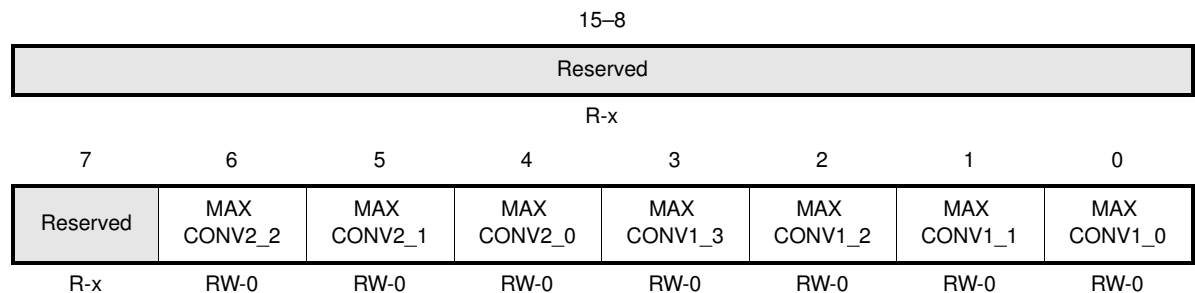 15–8
Reserved
R-x
7 6 5 4 3 2 1 0
Reserved MAX CONV2_2 MAX CONV2_1 MAX CONV2_0 MAX CONV1_3 MAX CONV1_2 MAX CONV1_1 MAX CONV1_0
R-x RW-0 RW-0 RW-0 RW-0 RW-0 RW-0 RW-0